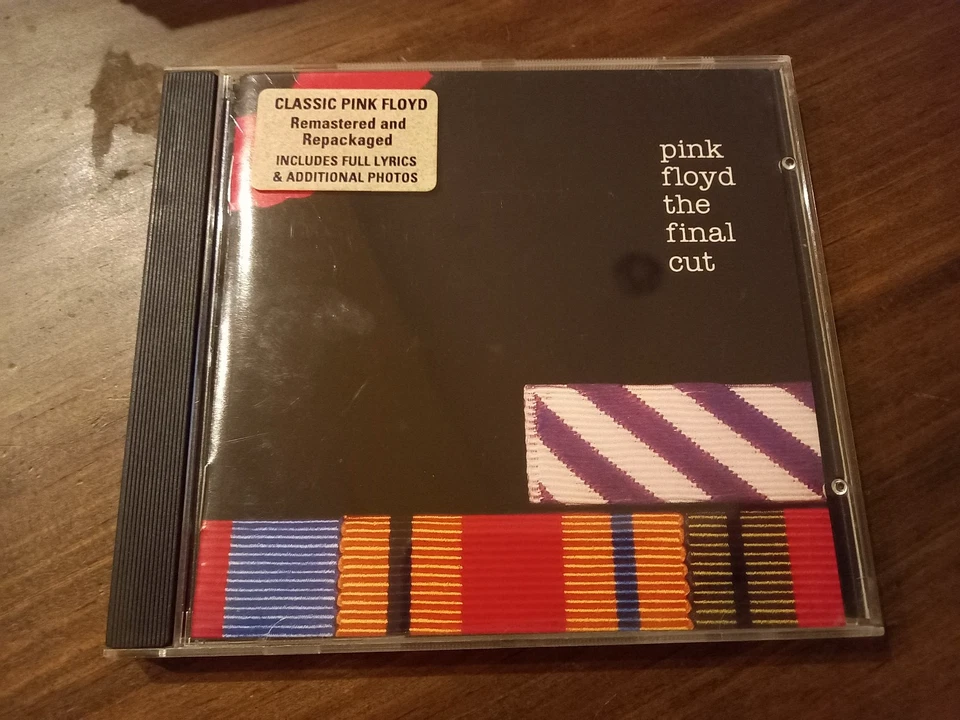 CLASSIC PINK FLOYD
Remastered and
Repackaged
INCLUDES FULL LYRICS
& ADDITIONAL PHOTOS
pink
floyd
the
final
cut